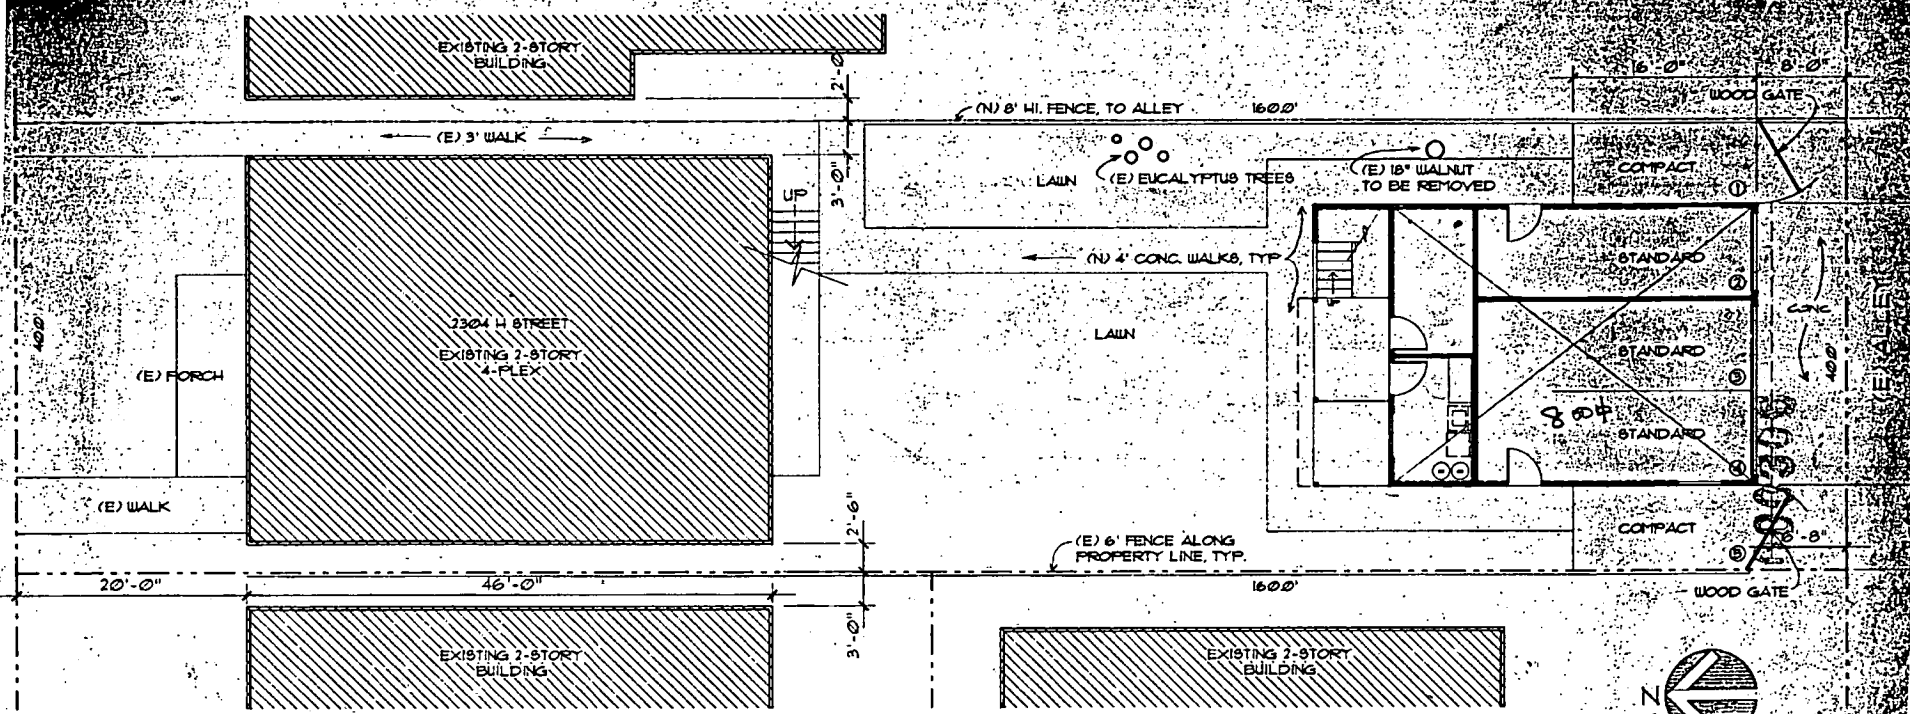 EXISTING 2-STORY
BUILDING
2'-0"
16'-0"
8'-0"
WOOD GATE
(N) 8' HI. FENCE, TO ALLEY
160.0'
(E) 3' WALK
3'-0"
UP
LAWN
(E) EUCALYPTUS TREES
(E) 18" WALNUT
TO BE REMOVED
COMPACT
1
(N) 4' CONC. WALKS, TYP
UP
STANDARD
2
CONC
(E) ALLEY
40.0'
2304 H STREET
EXISTING 2-STORY
4-PLEX
(E) PORCH
LAWN
STANDARD
3
40.0'
STANDARD
4
(E) WALK
2'-6"
(E) 6' FENCE ALONG
PROPERTY LINE, TYP.
COMPACT
5
6'-8"
20'-0"
46'-0"
160.0'
WOOD GATE
3'-0"
EXISTING 2-STORY
BUILDING
EXISTING 2-STORY
BUILDING
N